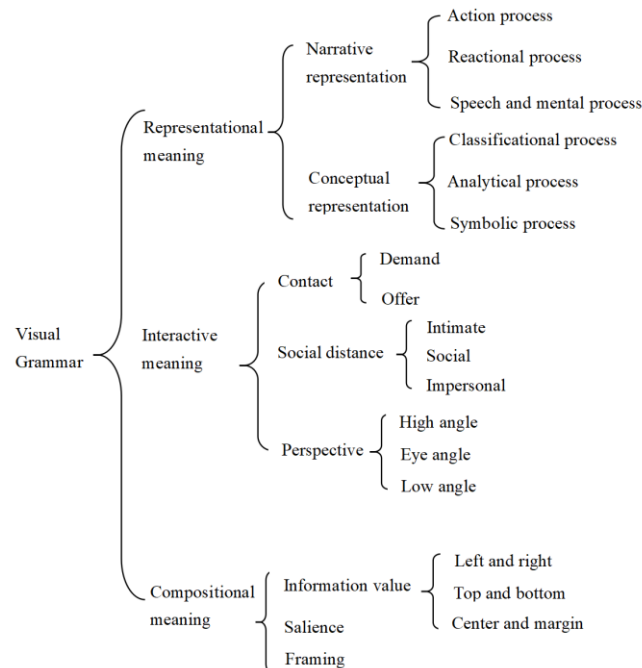 Visual
Grammar
Representational
meaning
Narrative
representation
Action process
Reactional process
Speech and mental process
Conceptual
representation
Classificational process
Analytical process
Symbolic process
Interactive
meaning
Contact
Demand
Offer
Social distance
Intimate
Social
Impersonal
Perspective
High angle
Eye angle
Low angle
Compositional
meaning
Information value
Left and right
Top and bottom
Center and margin
Salience
Framing